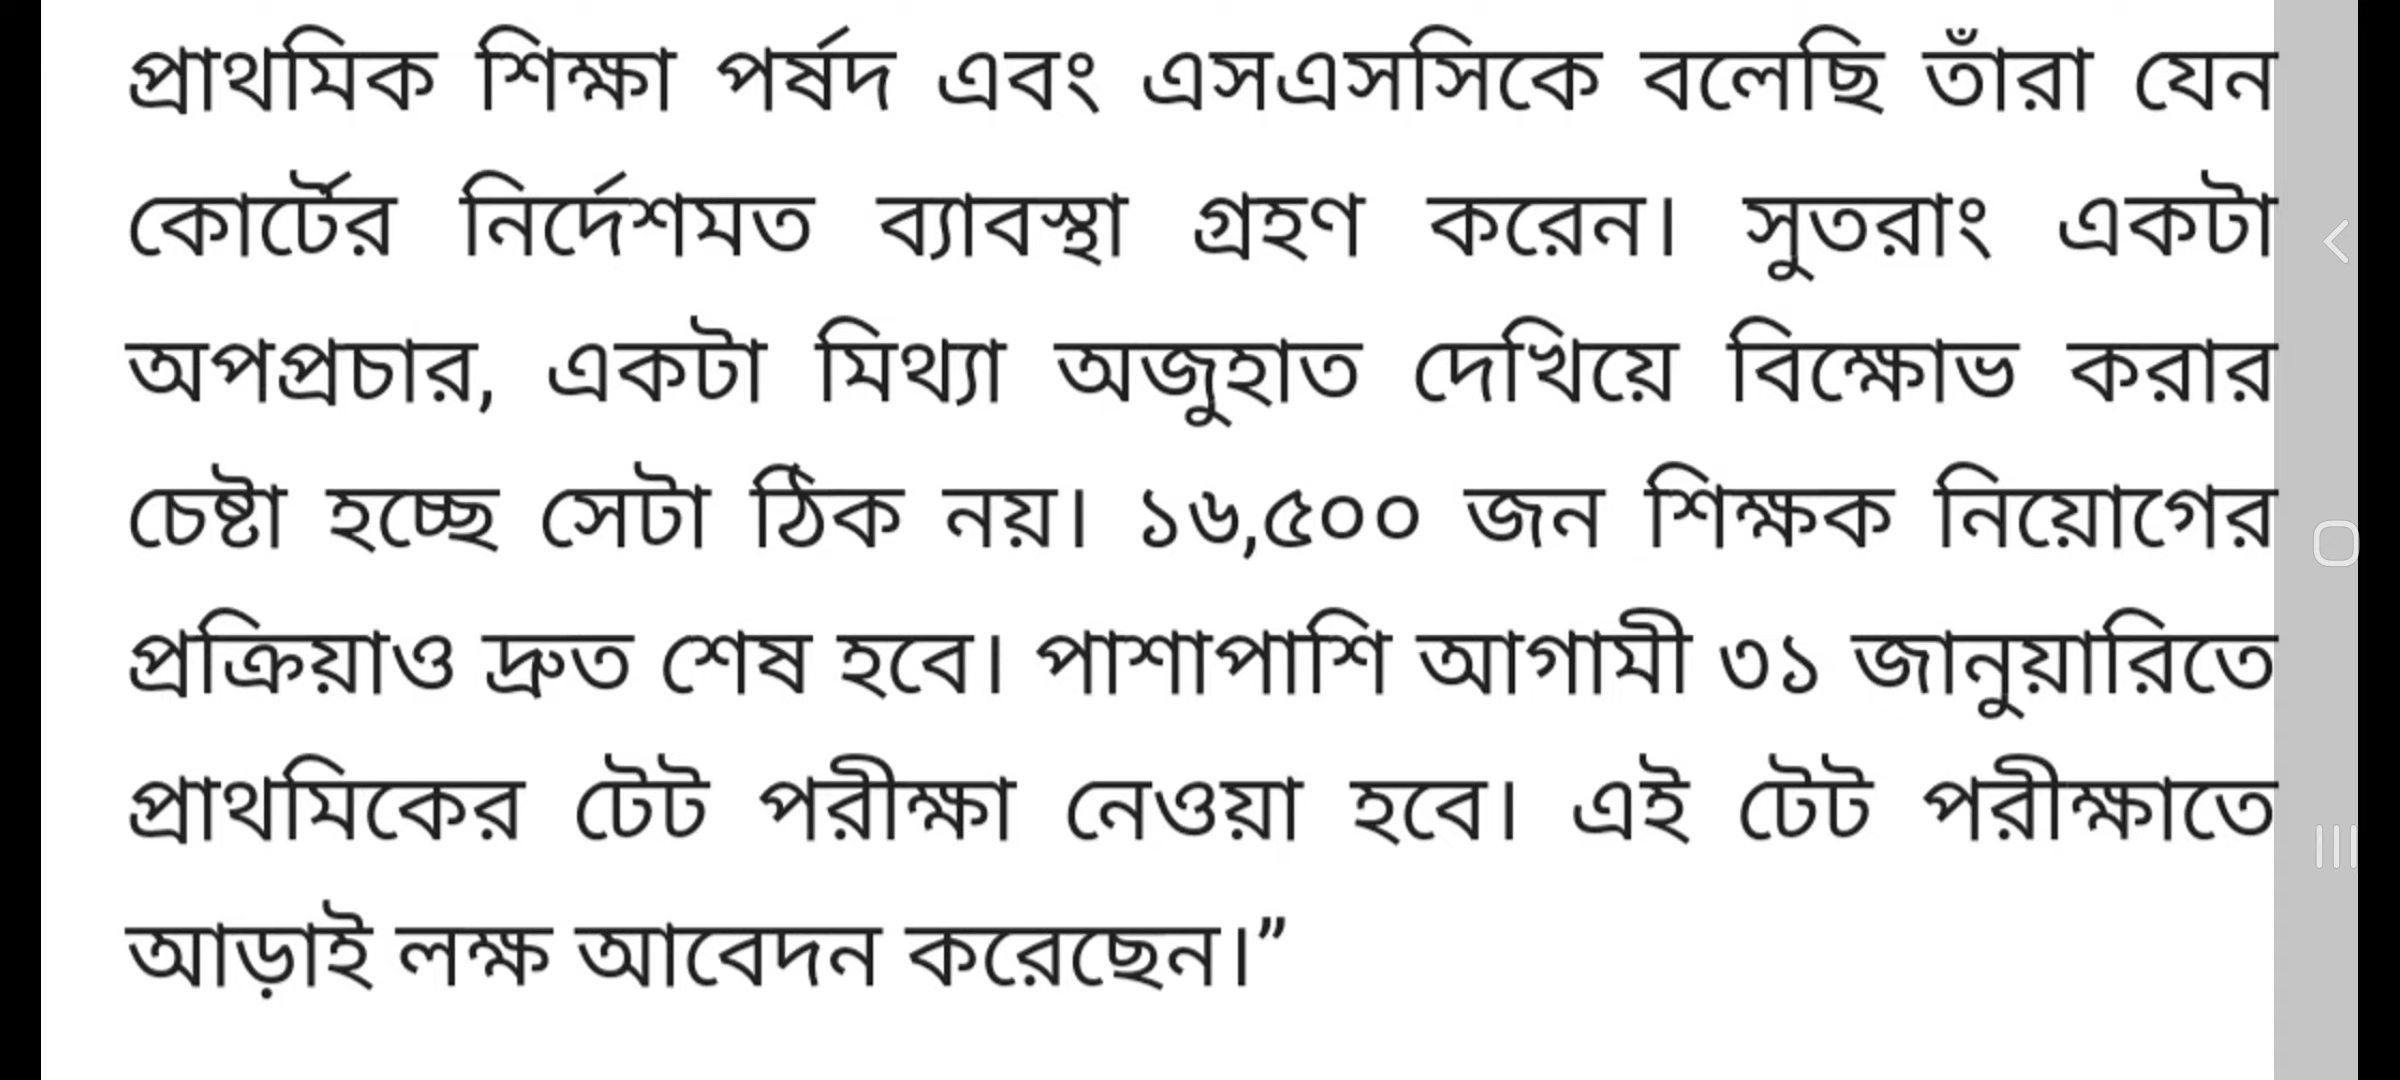 প্রাথমিক শিক্ষা পর্ষদ এবং এসএসসিকে বলেছি তাঁরা যেন
কোর্টের নির্দেশমত ব্যাবস্থা গ্রহণ করেন। সুতরাং একটা
অপপ্রচার, একটা মিথ্যা অজুহাত দেখিয়ে বিক্ষোভ করার
চেষ্টা হচ্ছে সেটা ঠিক নয়। ১৬,৫০০ জন শিক্ষক নিয়োগের
প্রক্রিয়াও দ্রুত শেষ হবে। পাশাপাশি আগামী ৩১ জানুয়ারিতে
প্রাথমিকের টেট পরীক্ষা নেওয়া হবে। এই টেট পরীক্ষাতে
আড়াই লক্ষ আবেদন করেছেন।”